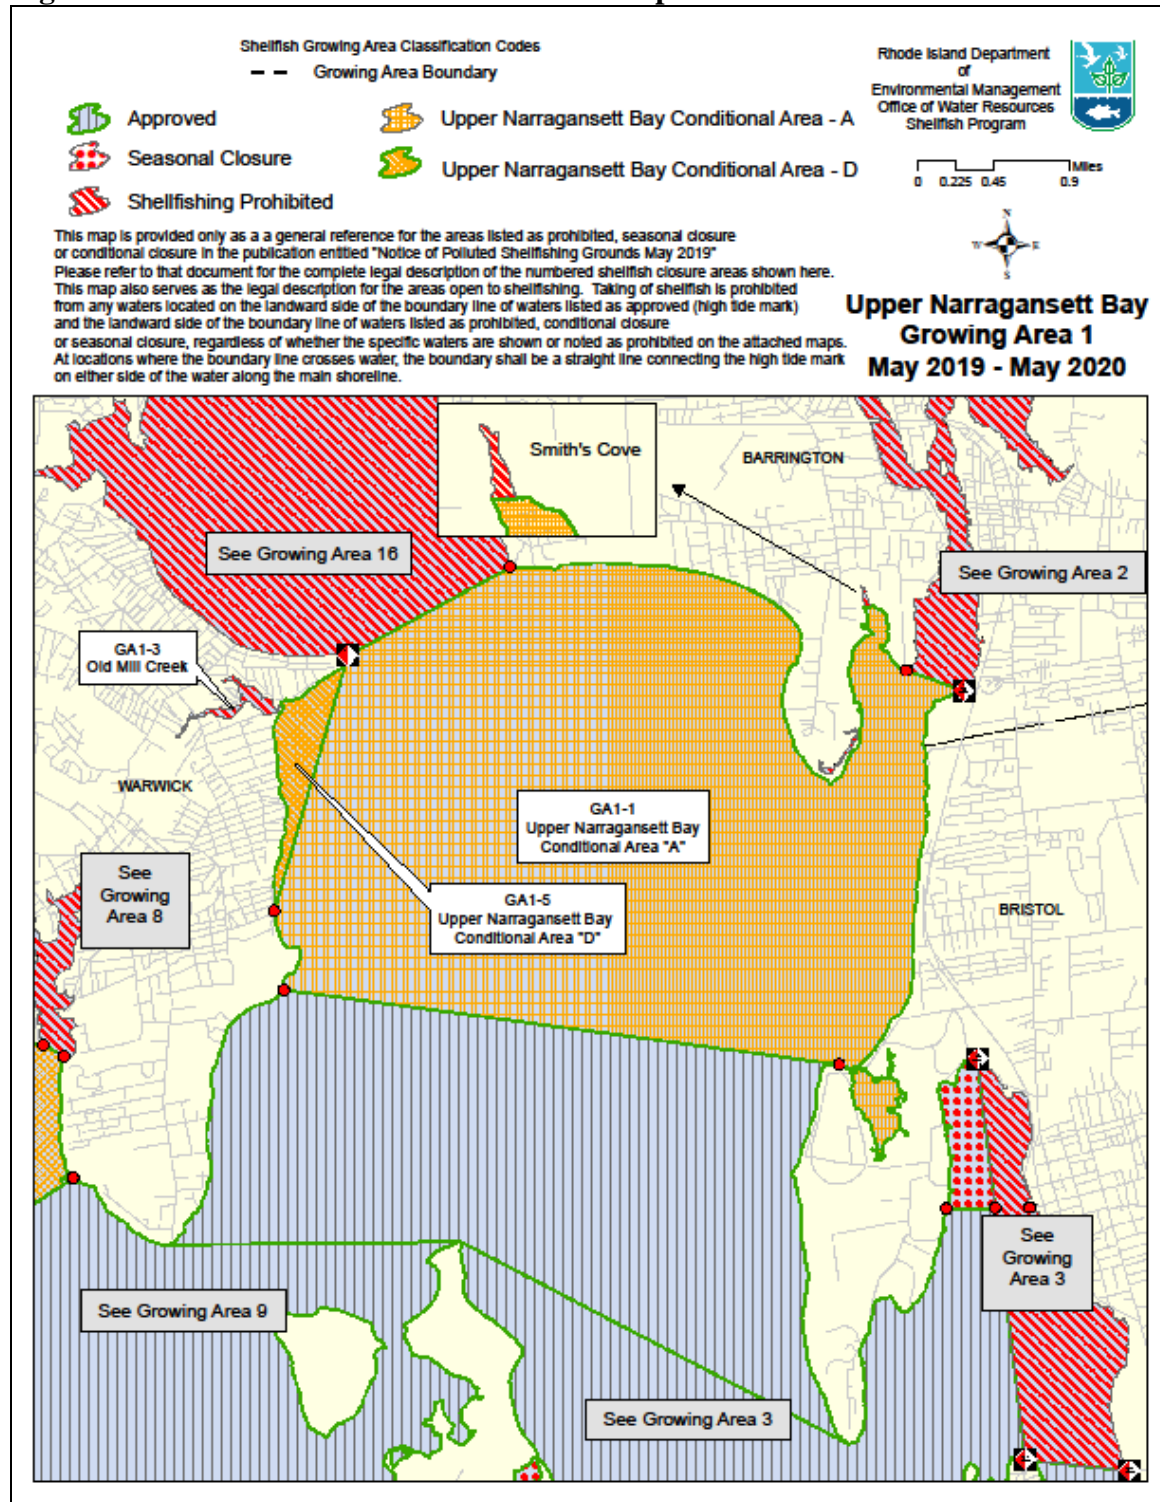 Shellfish Growing Area Classification Codes
Growing Area Boundary
Approved
Seasonal Closure
Shellfishing Prohibited
Upper Narragansett Bay Conditional Area - A
Upper Narragansett Bay Conditional Area - D
Rhode Island Department
of
Environmental Management
Office of Water Resources
Shellfish Program
Miles
0 0.225 0.45 0.9
N
W E
S
This map is provided only as a a general reference for the areas listed as prohibited, seasonal closure
or conditional closure in the publication entitled "Notice of Polluted Shellfishing Grounds May 2019"
Please refer to that document for the complete legal description of the numbered shellfish closure areas shown here.
This map also serves as the legal description for the areas open to shellfishing. Taking of shellfish is prohibited
from any waters located on the landward side of the boundary line of waters listed as approved (high tide mark)
and the landward side of the boundary line of waters listed as prohibited, conditional closure
or seasonal closure, regardless of whether the specific waters are shown or noted as prohibited on the attached maps.
At locations where the boundary line crosses water, the boundary shall be a straight line connecting the high tide mark
on either side of the water along the main shoreline.
Upper Narragansett Bay
Growing Area 1
May 2019 - May 2020
Smith's Cove
BARRINGTON
See Growing Area 16
See Growing Area 2
GA1-3
Old Mill Creek
WARWICK
GA1-1
Upper Narragansett Bay
Conditional Area "A"
See
Growing
Area 8
GA1-5
Upper Narragansett Bay
Conditional Area "D"
BRISTOL
See
Growing
Area 3
See Growing Area 9
See Growing Area 3